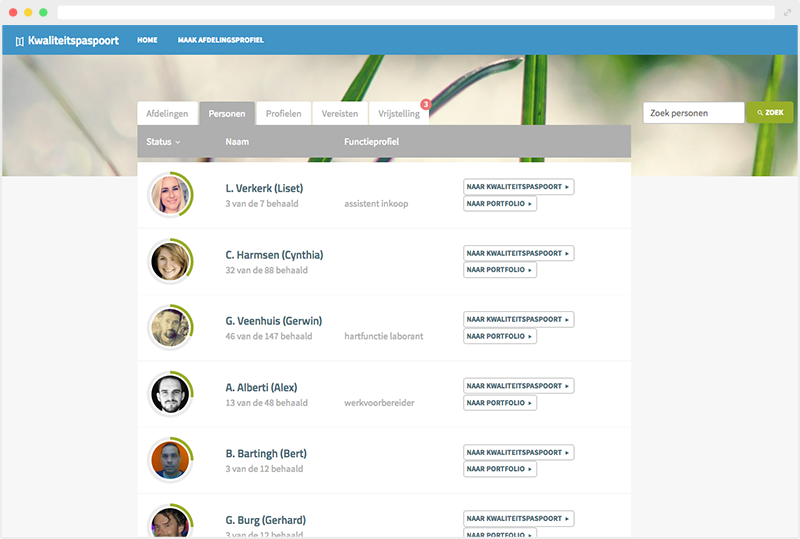 Kwaliteitspaspoort HOME MAAK AFDELINGSPROFIEL
Afdelingen Personen Profielen Vereisten Vrijstelling 3 Zoek personen ZOEK
Status Naam Functieprofiel
L. Verkerk (Liset) NAAR KWALITEITSPASPOORT
3 van de 7 behaald assistent inkoop NAAR PORTFOLIO
C. Harmsen (Cynthia) NAAR KWALITEITSPASPOORT
32 van de 88 behaald NAAR PORTFOLIO
G. Veenhuis (Gerwin) NAAR KWALITEITSPASPOORT
46 van de 147 behaald hartfunctie laborant NAAR PORTFOLIO
A. Alberti (Alex) NAAR KWALITEITSPASPOORT
13 van de 48 behaald werkvoorbereider NAAR PORTFOLIO
B. Bartingh (Bert) NAAR KWALITEITSPASPOORT
3 van de 12 behaald NAAR PORTFOLIO
G. Burg (Gerhard) NAAR KWALITEITSPASPOORT
3 van de 12 behaald NAAR PORTFOLIO